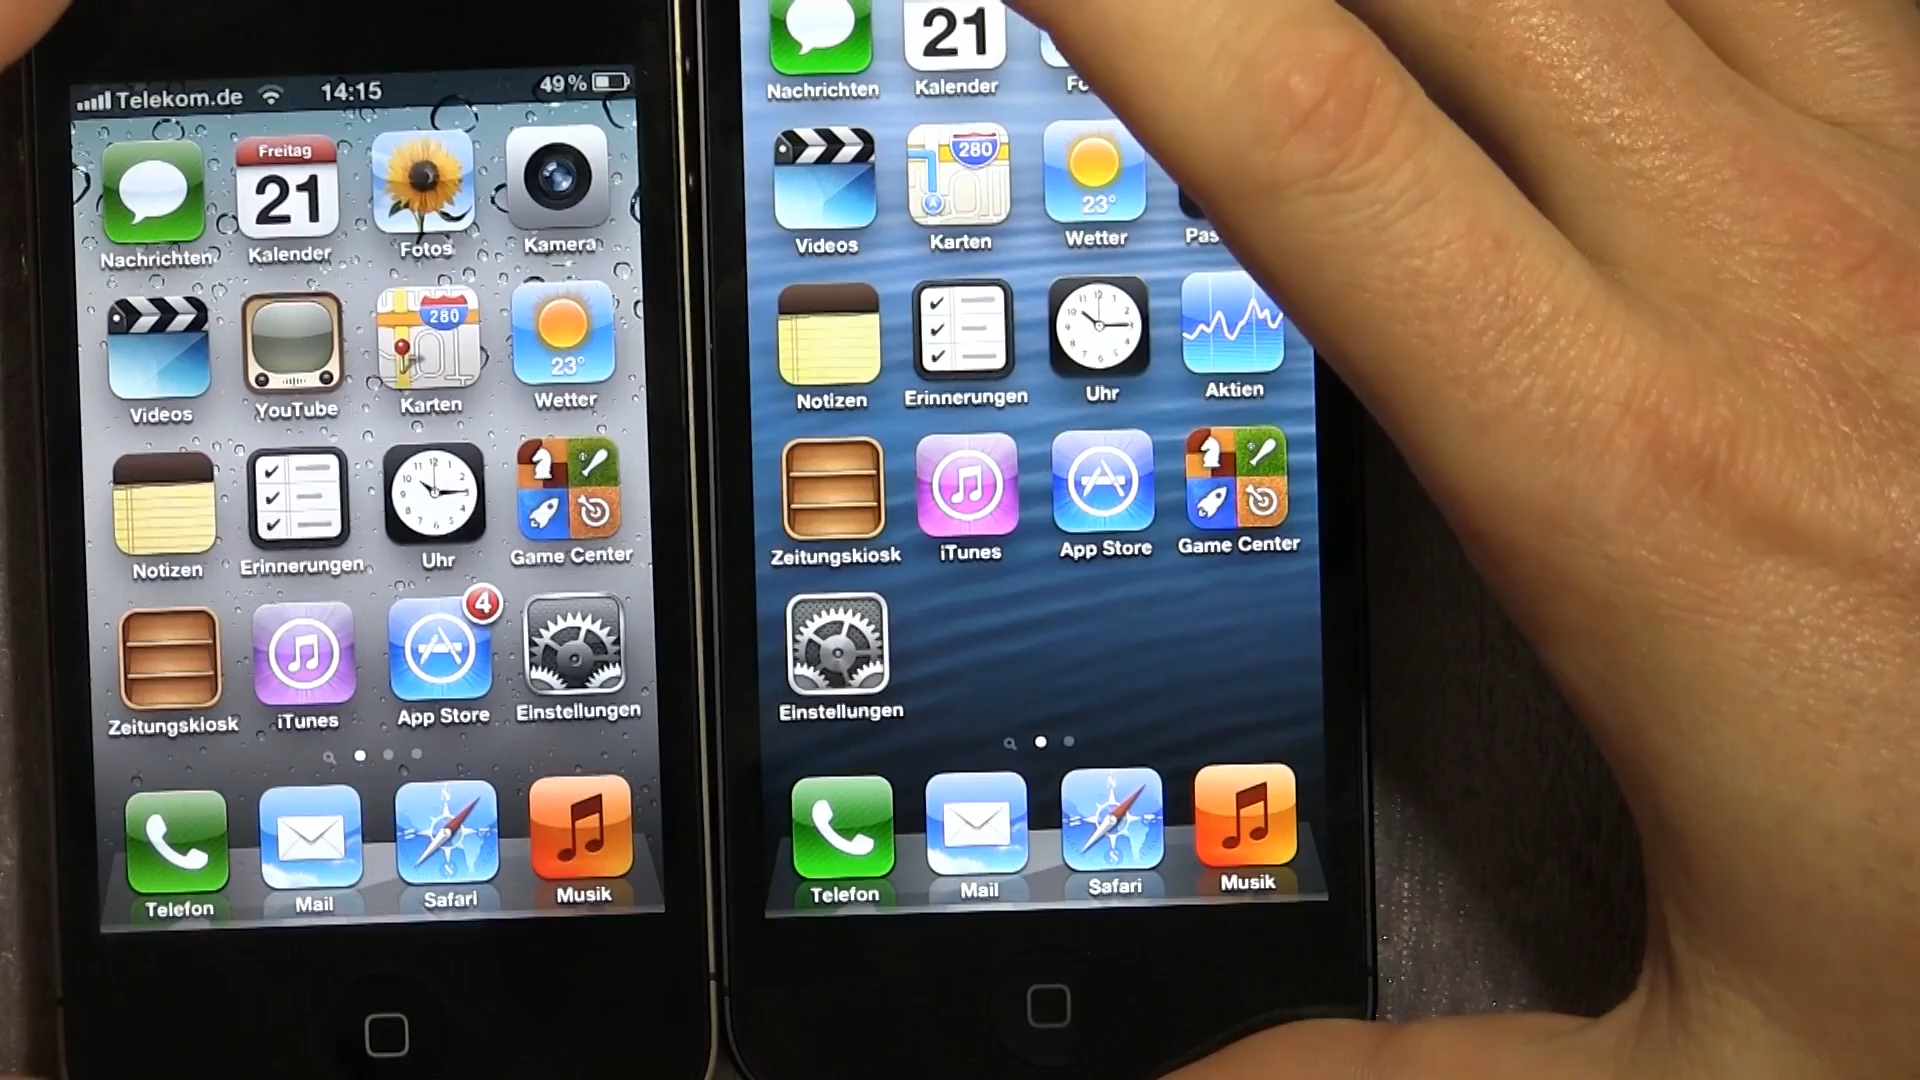 Telekom.de 14:15 49%
Freitag
21
Nachrichten Kalender Fotos Kamera
280
23°
Videos YouTube Karten Wetter
Notizen Erinnerungen Uhr Game Center
4
Zeitungskiosk iTunes App Store Einstellungen
Telefon Mail Safari Musik
21
Nachrichten Kalender
280
23°
Videos Karten Wetter
Notizen Erinnerungen Uhr Aktien
Zeitungskiosk iTunes App Store Game Center
Einstellungen
Telefon Mail Safari Musik